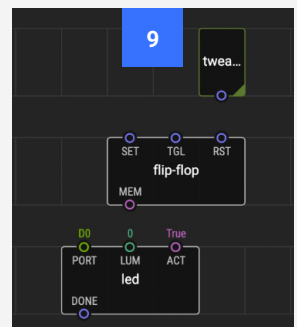 9
twea...
SET TGL RST
flip-flop
MEM
D0 0 True
PORT LUM ACT
led
DONE